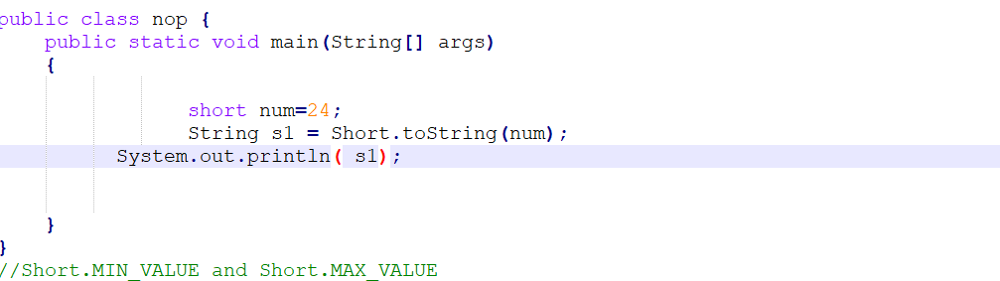 public class nop {
public static void main(String[] args)
{
short num=24;
String s1 = Short.toString(num);
System.out.println( s1);
}
}
//Short.MIN_VALUE and Short.MAX_VALUE